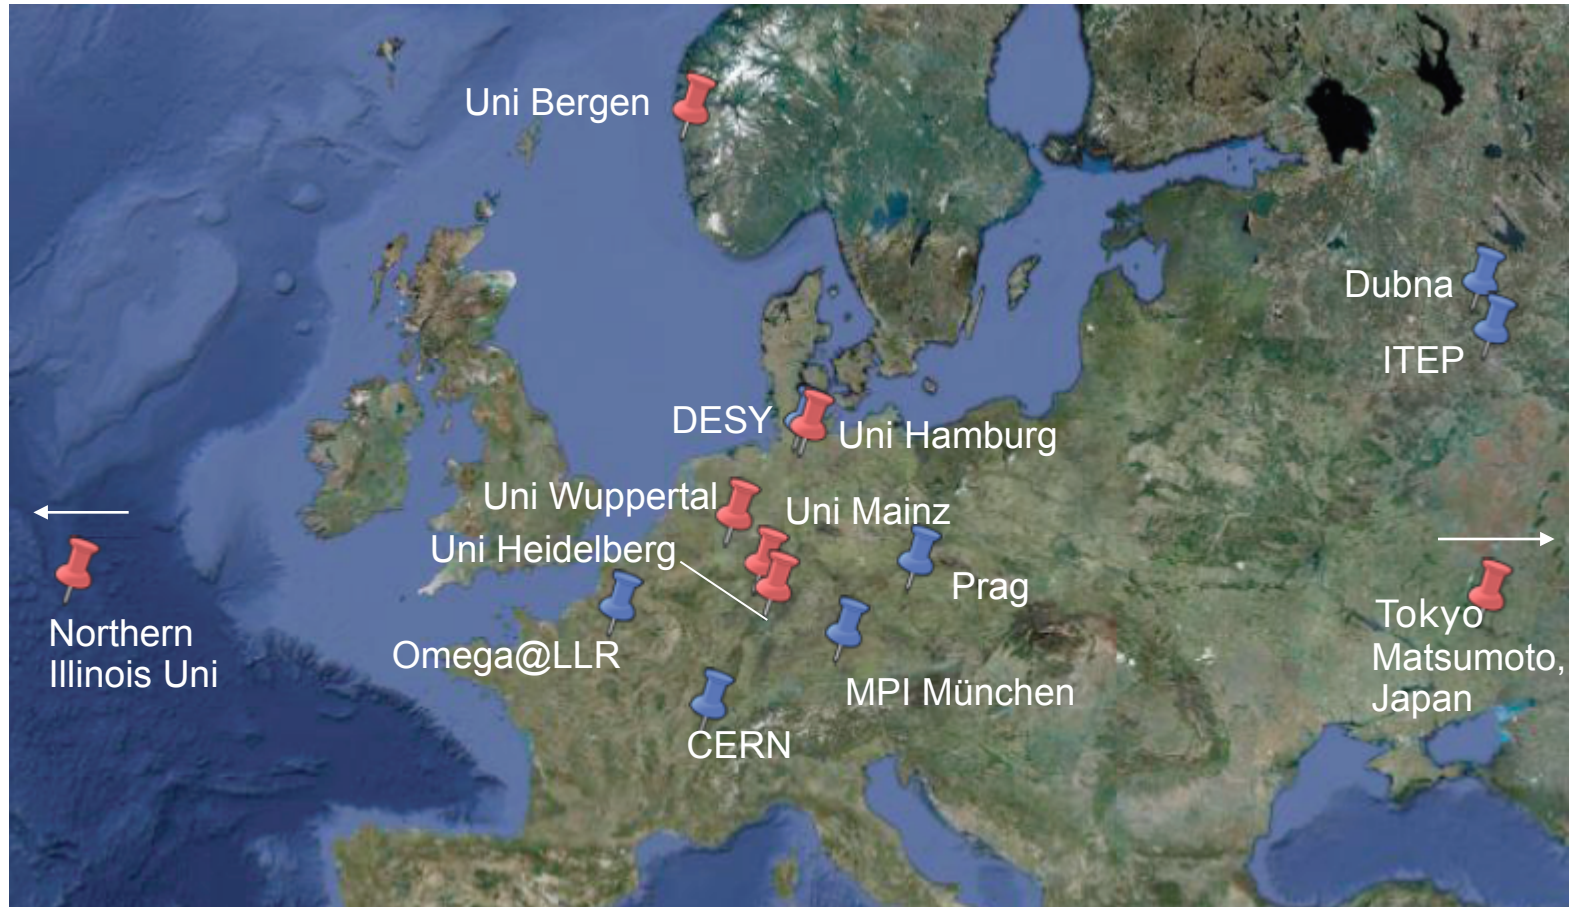 Uni Bergen
Dubna
ITEP
DESY
Uni Hamburg
Uni Wuppertal
Uni Mainz
Uni Heidelberg
Prag
Northern
Illinois Uni
Omega@LLR
Tokyo
Matsumoto,
Japan
MPI München
CERN